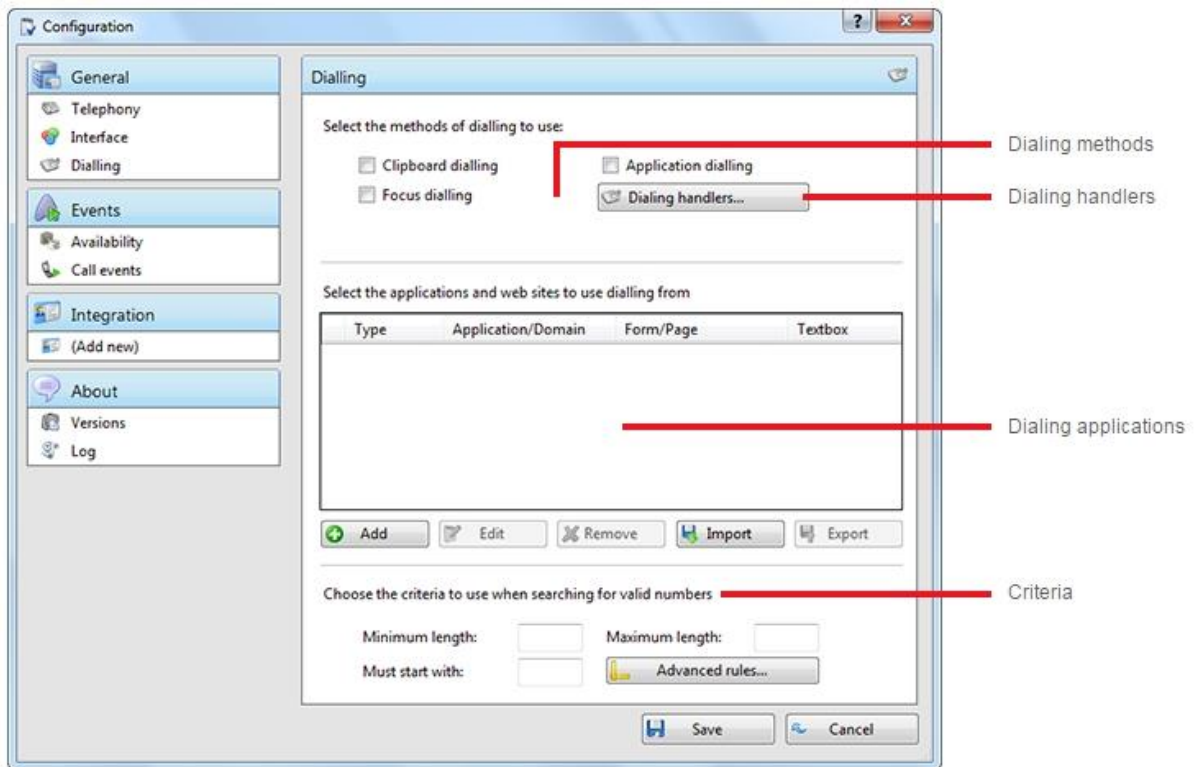 Configuration
?
General
Telephony
Interface
Dialling
Events
Availability
Call events
Integration
(Add new)
About
Versions
Log
Dialling
Select the methods of dialling to use:
Clipboard dialling Application dialling
Focus dialling Dialing handlers...
Select the applications and web sites to use dialling from
Type Application/Domain Form/Page Textbox
Add Edit Remove Import Export
Choose the criteria to use when searching for valid numbers
Minimum length: Maximum length:
Must start with: Advanced rules...
Save Cancel
Dialing methods
Dialing handlers
Dialing applications
Criteria